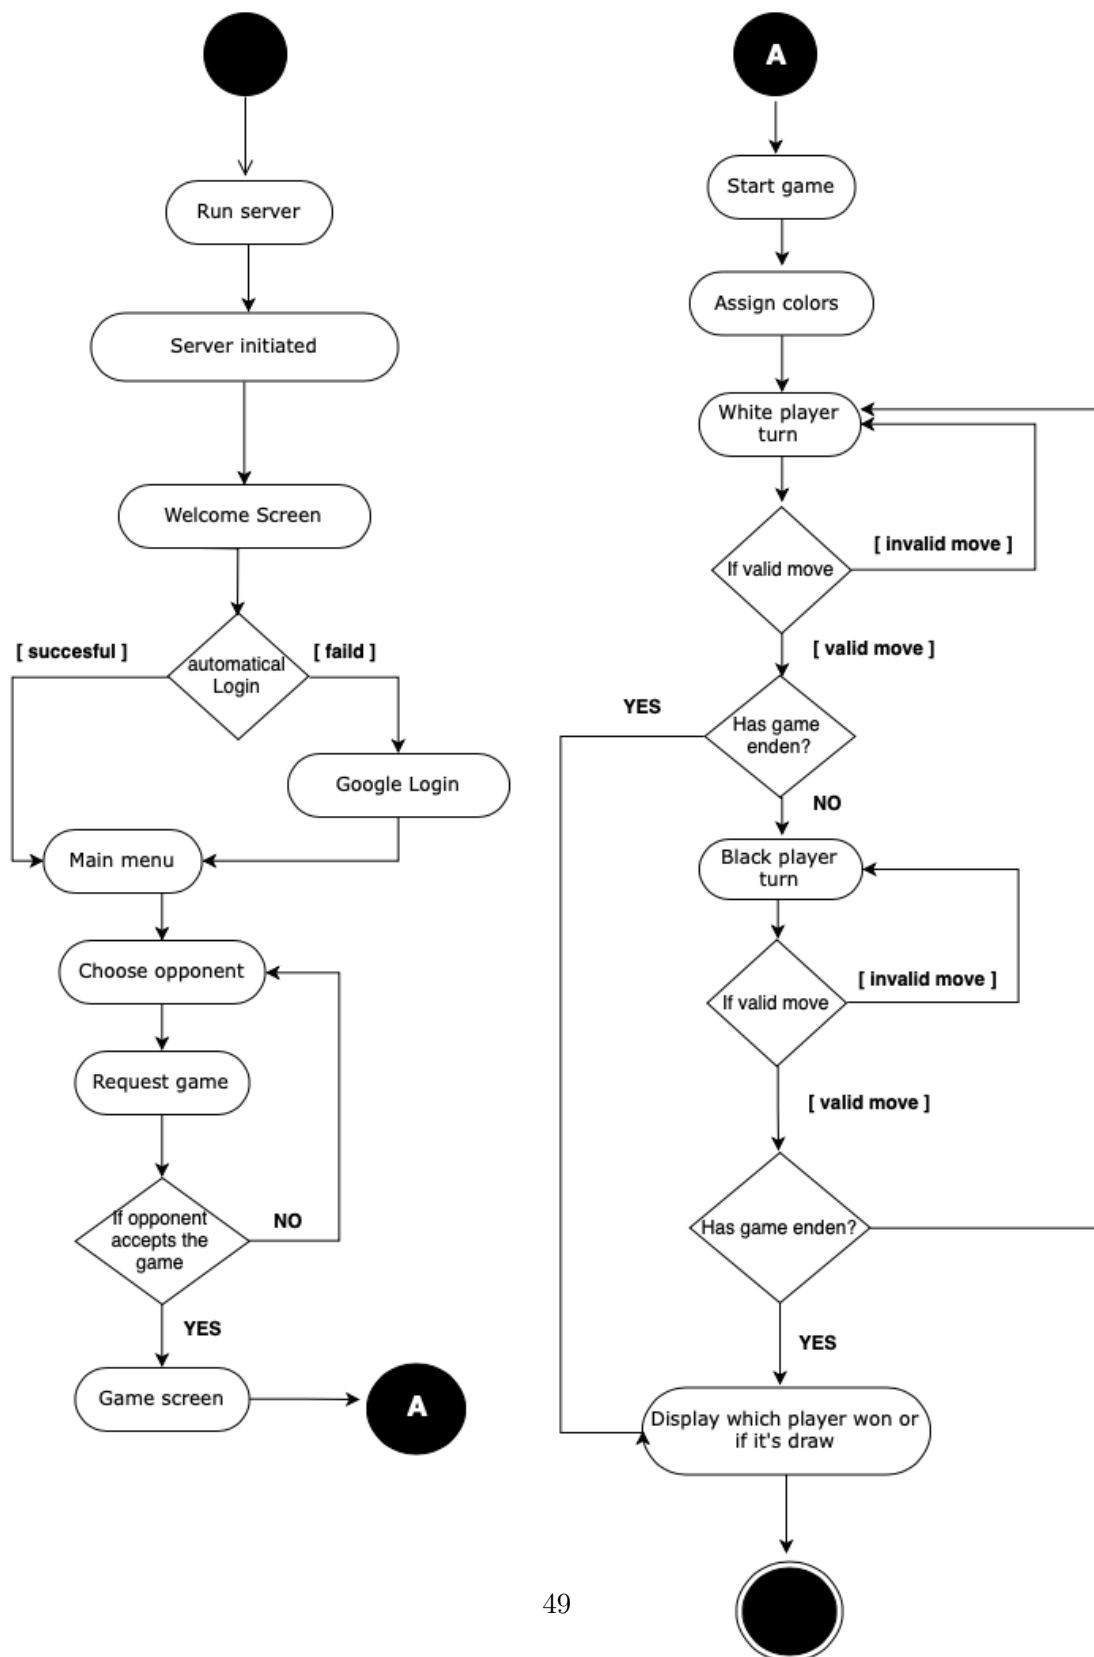 Run server
Server initiated
Welcome Screen
[ succesful ]
[ faild ]
automatical
Login
Google Login
Main menu
Choose opponent
Request game
If opponent
accepts the
game
NO
YES
Game screen
A
A
Start game
Assign colors
White player
turn
If valid move
[ invalid move ]
[ valid move ]
YES
Has game
enden?
NO
Black player
turn
If valid move
[ invalid move ]
[ valid move ]
Has game enden?
YES
Display which player won or
if it's draw
49